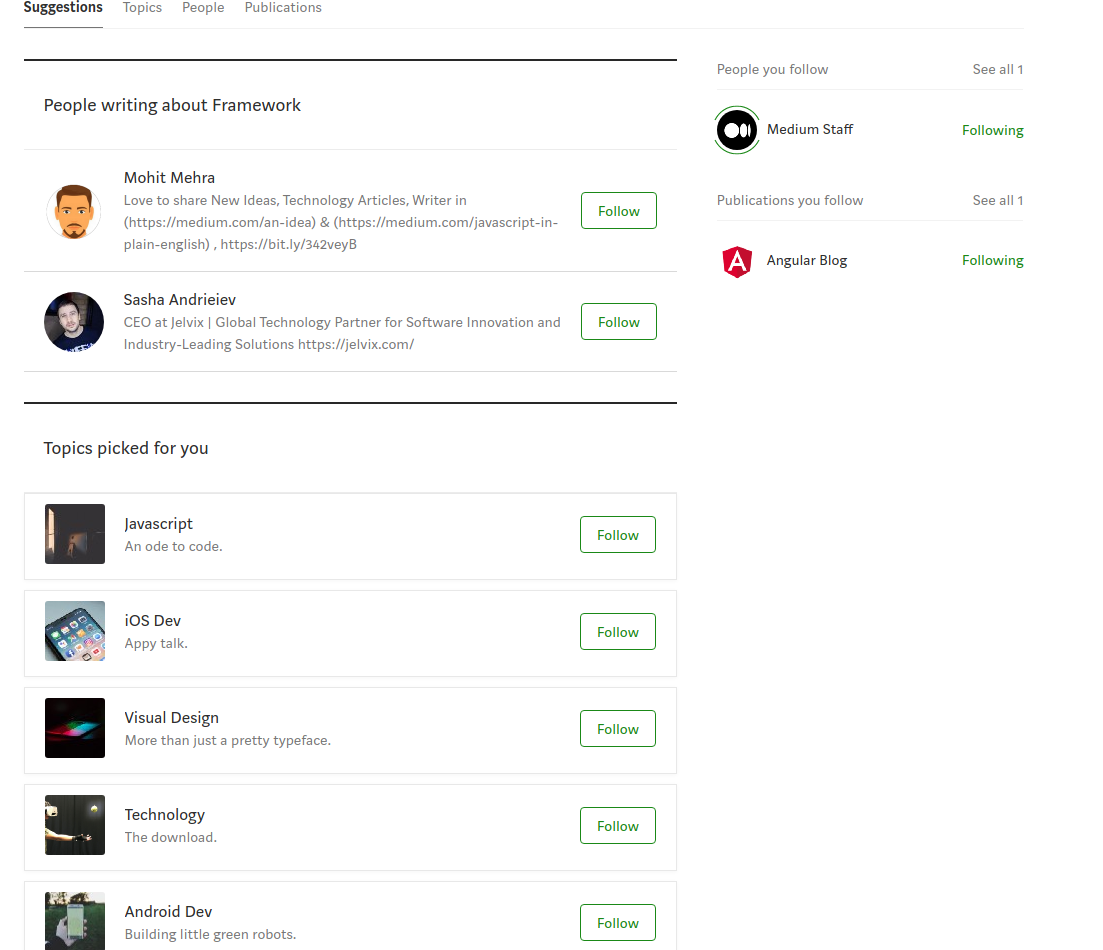 Suggestions Topics People Publications
People writing about Framework
Mohit Mehra
Love to share New Ideas, Technology Articles, Writer in
(https://medium.com/an-idea) & (https://medium.com/javascript-in-
plain-english) , https://bit.ly/342veyB
Follow
Sasha Andrieiev
CEO at Jelvix | Global Technology Partner for Software Innovation and
Industry-Leading Solutions https://jelvix.com/
Follow
Topics picked for you
Javascript
An ode to code.
Follow
iOS Dev
Appy talk.
Follow
Visual Design
More than just a pretty typeface.
Follow
Technology
The download.
Follow
Android Dev
Building little green robots.
Follow
People you follow See all 1
Medium Staff Following
Publications you follow See all 1
Angular Blog Following